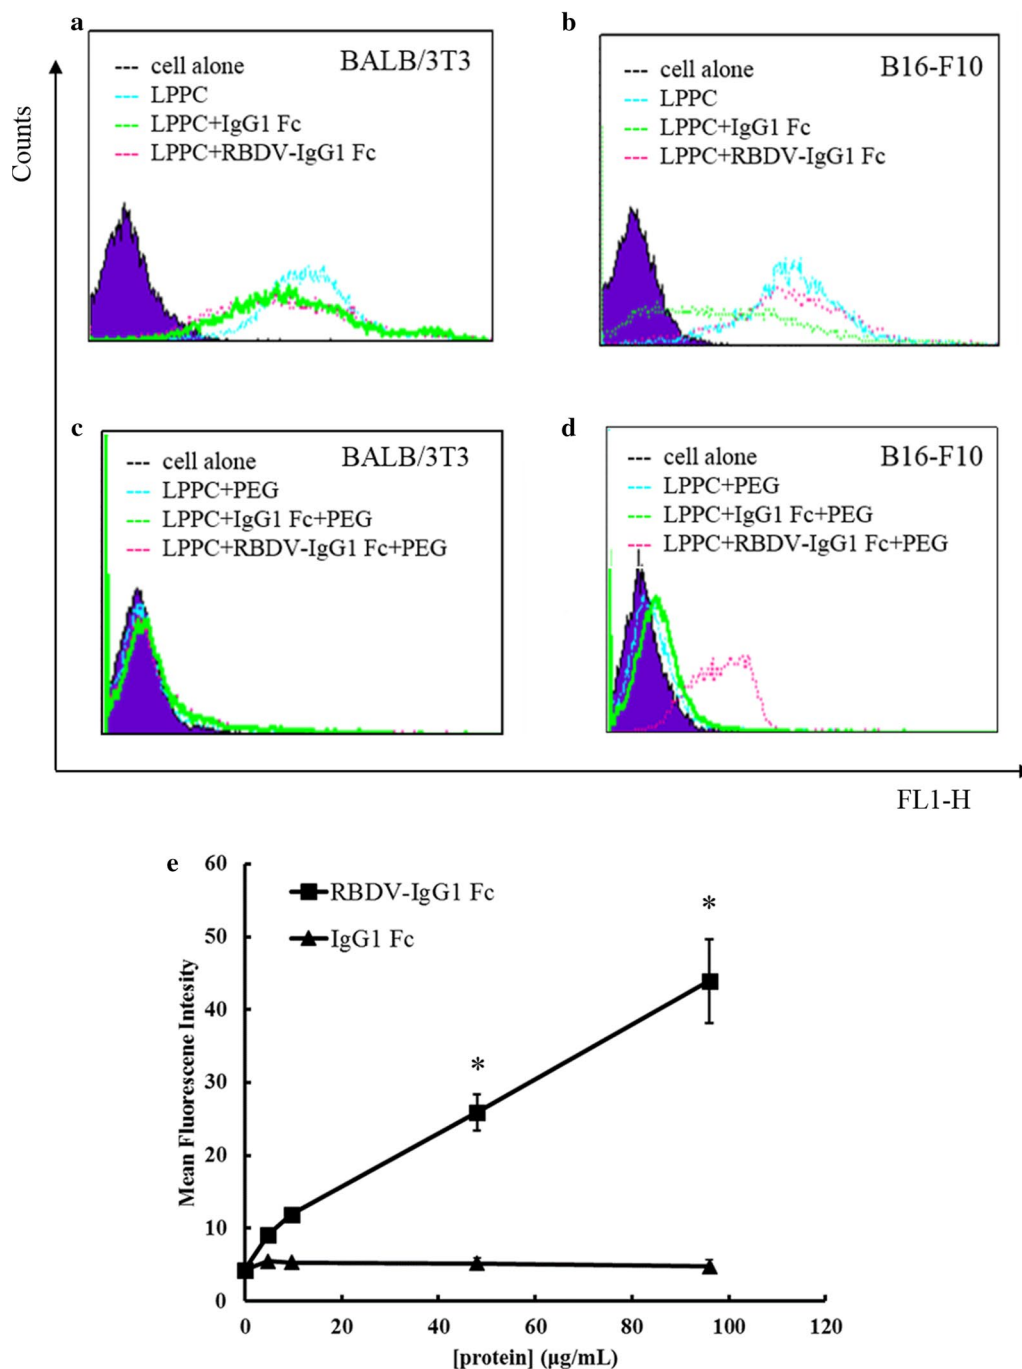 a
BALB/3T3
--- cell alone
--- LPPC
--- LPPC+IgG1 Fc
--- LPPC+RBDV-IgG1 Fc
b
B16-F10
--- cell alone
--- LPPC
--- LPPC+IgG1 Fc
--- LPPC+RBDV-IgG1 Fc
Counts
c
BALB/3T3
--- cell alone
--- LPPC+PEG
--- LPPC+IgG1 Fc+PEG
--- LPPC+RBDV-IgG1 Fc+PEG
d
B16-F10
--- cell alone
--- LPPC+PEG
--- LPPC+IgG1 Fc+PEG
--- LPPC+RBDV-IgG1 Fc+PEG
FL1-H
e
RBDV-IgG1 Fc
IgG1 Fc
*
*
Mean Fluorescene Intesity
60
50
40
30
20
10
0
0 20 40 60 80 100 120
[protein] (μg/mL)